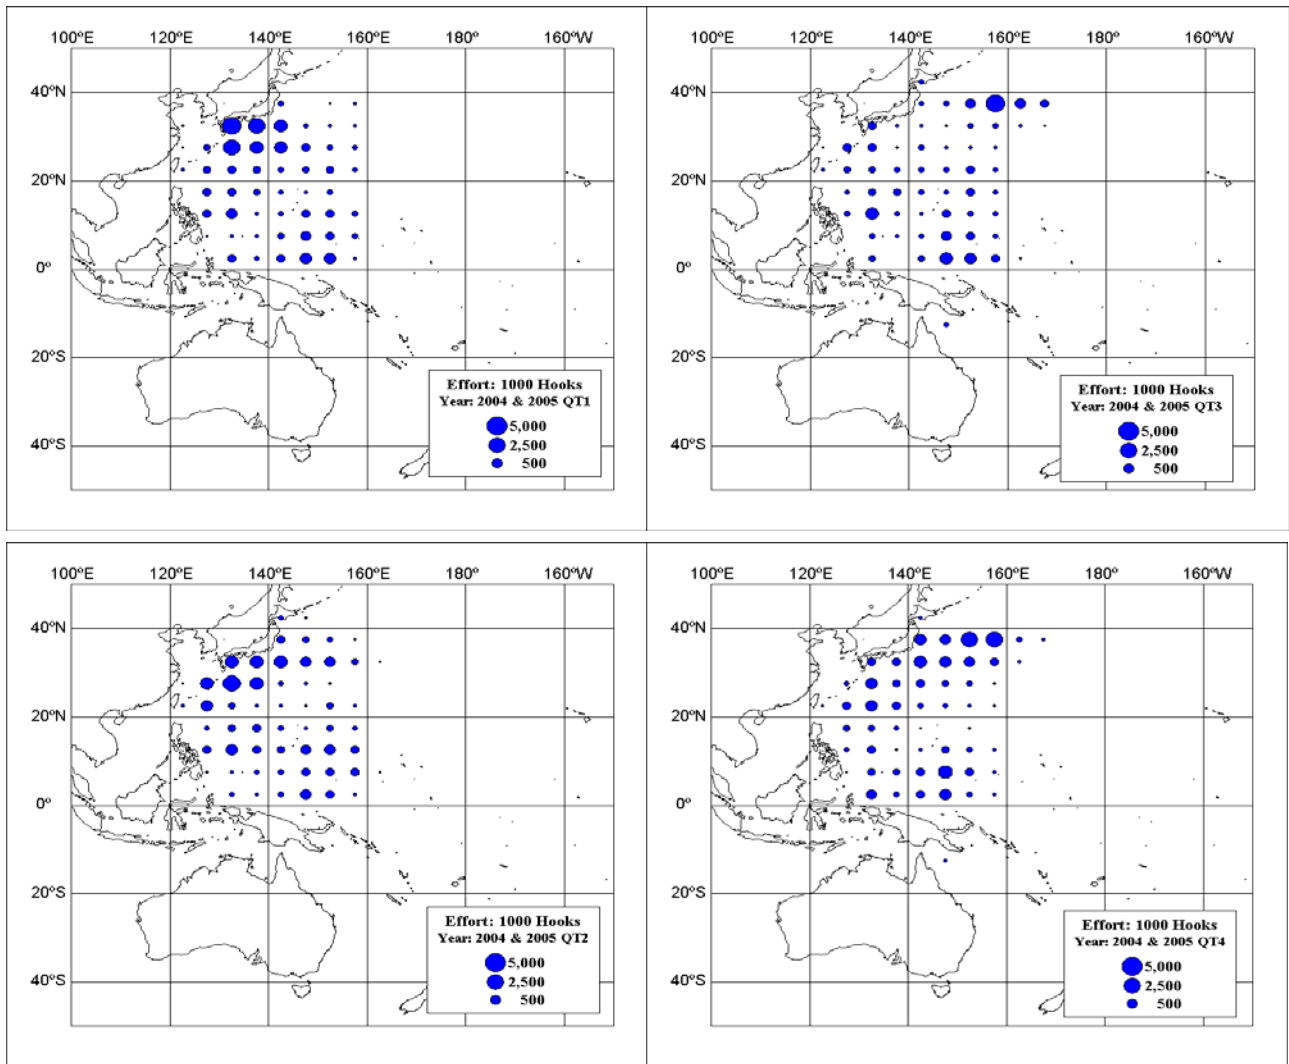 100°E 120°E 140°E 160°E 180° 160°W
40°N
20°N
0°
20°S
40°S
Effort: 1000 Hooks
Year: 2004 & 2005 QT1
5,000
2,500
500
100°E 120°E 140°E 160°E 180° 160°W
40°N
20°N
0°
20°S
40°S
Effort: 1000 Hooks
Year: 2004 & 2005 QT3
5,000
2,500
500
100°E 120°E 140°E 160°E 180° 160°W
40°N
20°N
0°
20°S
40°S
Effort: 1000 Hooks
Year: 2004 & 2005 QT2
5,000
2,500
500
100°E 120°E 140°E 160°E 180° 160°W
40°N
20°N
0°
20°S
40°S
Effort: 1000 Hooks
Year: 2004 & 2005 QT4
5,000
2,500
500